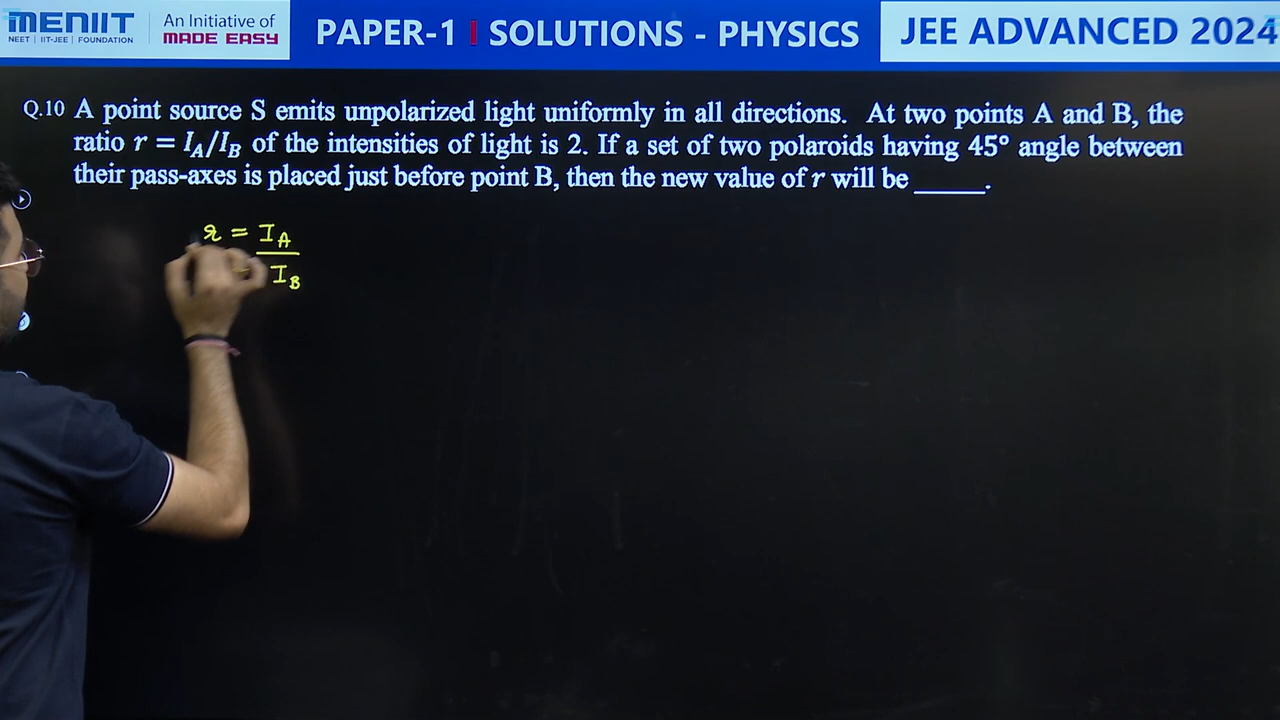 MENIIT
NEET | IIT-JEE | FOUNDATION
An Initiative of
MADE EASY
PAPER-1 | SOLUTIONS - PHYSICS
JEE ADVANCED 2024
Q.10 A point source S emits unpolarized light uniformly in all directions. At two points A and B, the
ratio r = I_A/I_B of the intensities of light is 2. If a set of two polaroids having 45° angle between
their pass-axes is placed just before point B, then the new value of r will be _____.
r = I_A
I_B